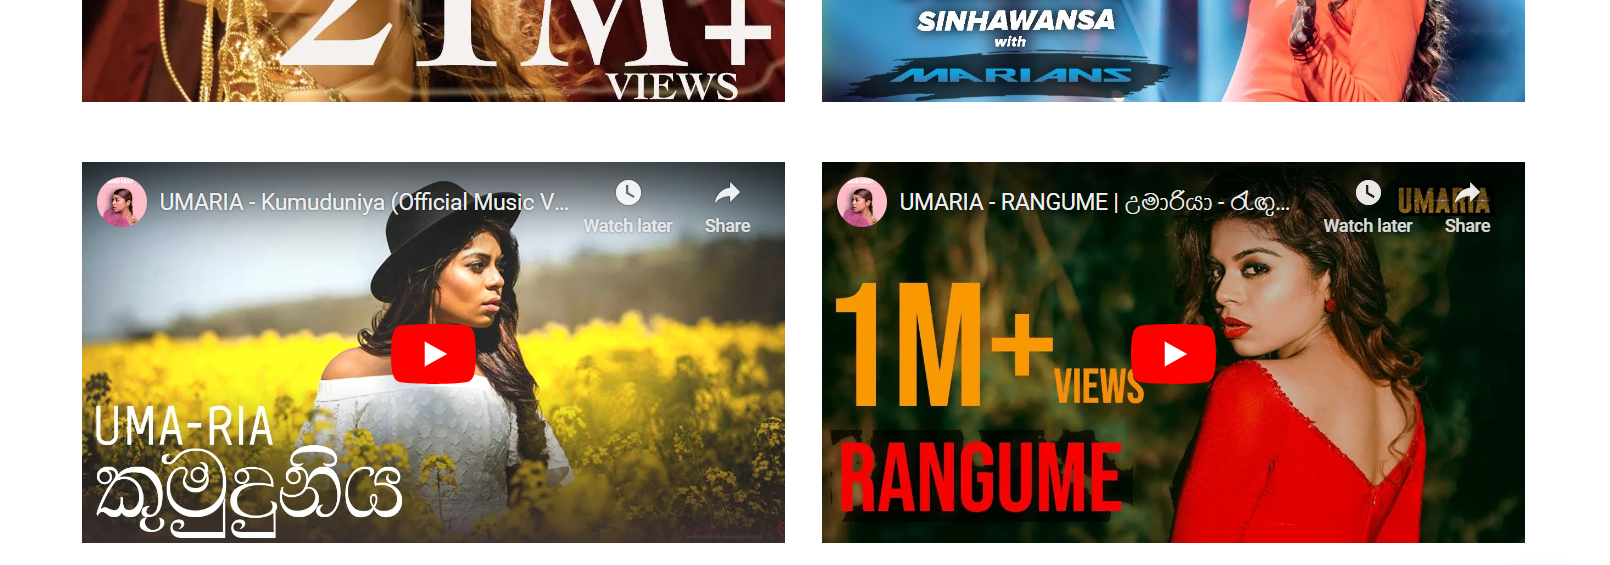 21M+
VIEWS
SINHAWANSA
with
MARIANS
UMARIA - Kumuduniya (Official Music V...
Watch later
Share
UMA-RIA
කුමුදුනිය
UMARIA - RANGUME | උමාරියා - රැඟු...
Watch later
Share
UMARIA
1M+
VIEWS
RANGUME